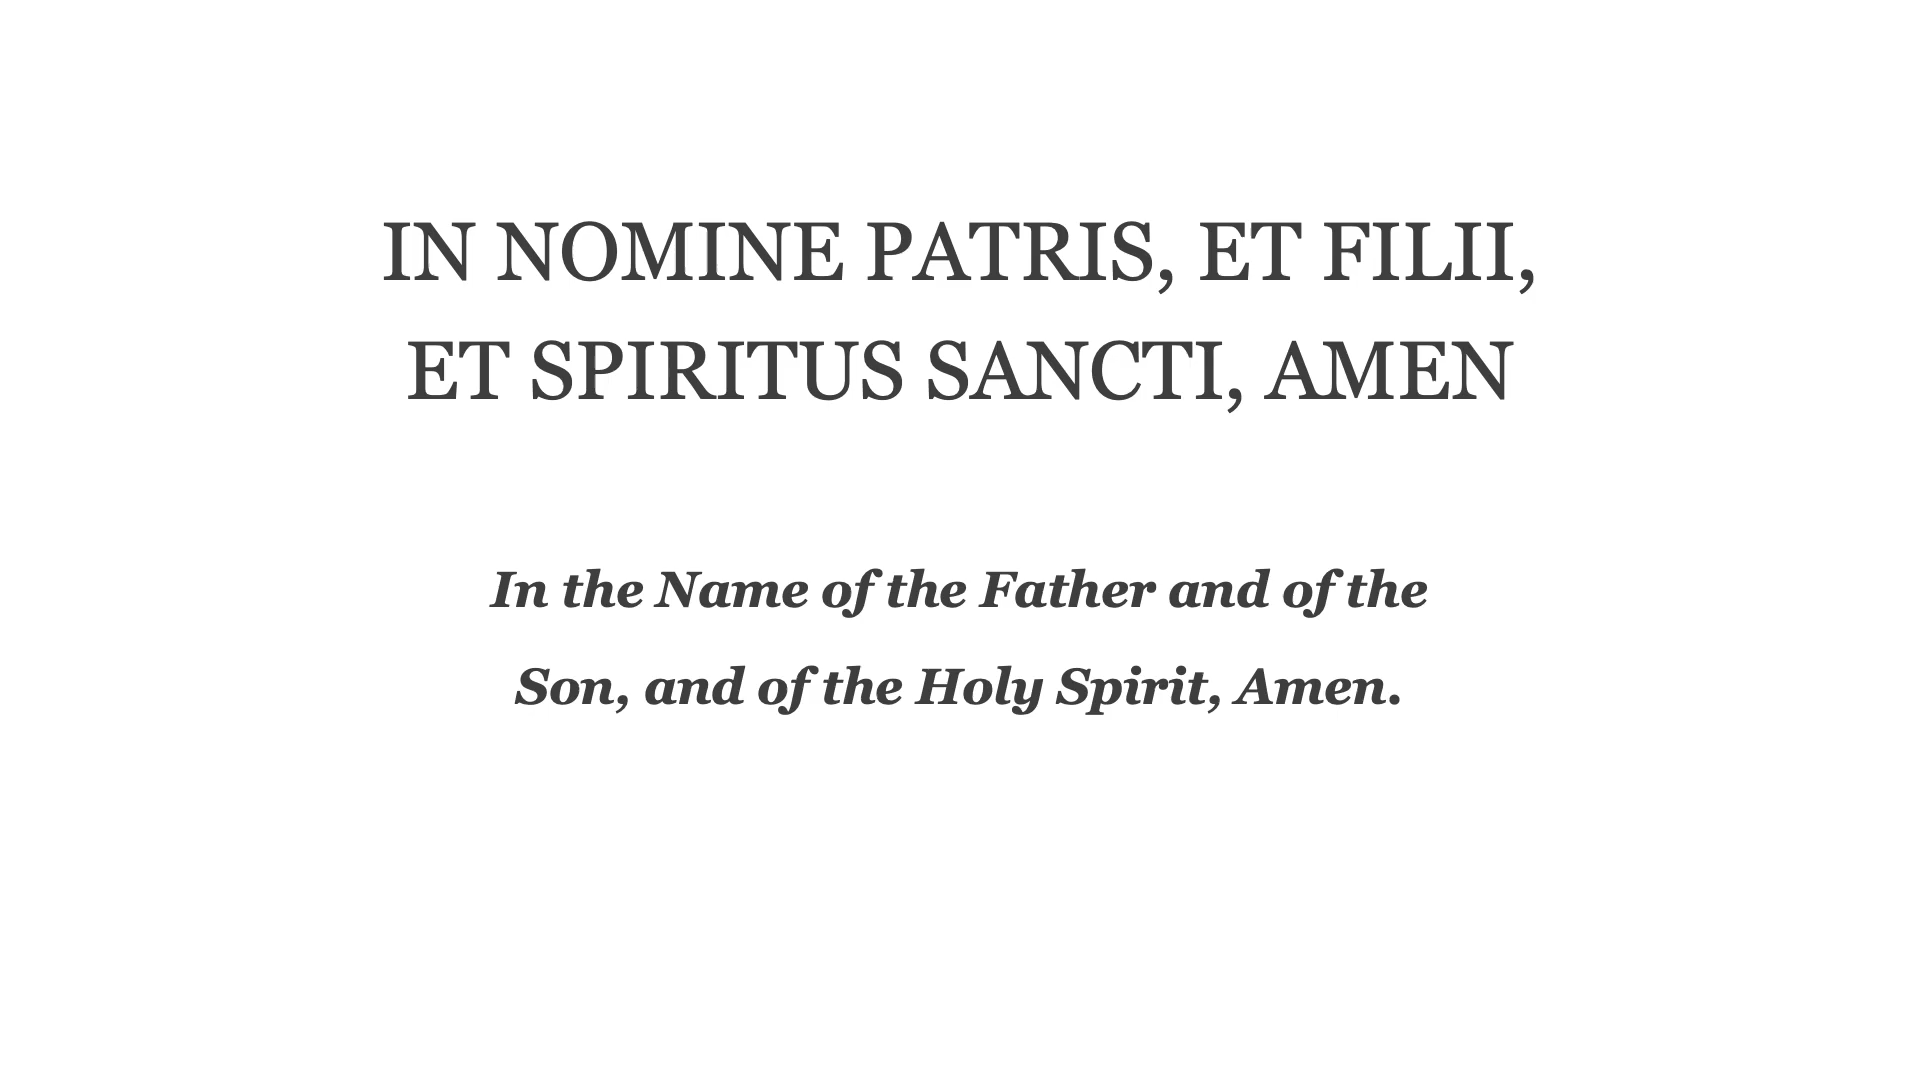 IN NOMINE PATRIS, ET FILII,
ET SPIRITUS SANCTI, AMEN
In the Name of the Father and of the
Son, and of the Holy Spirit, Amen.